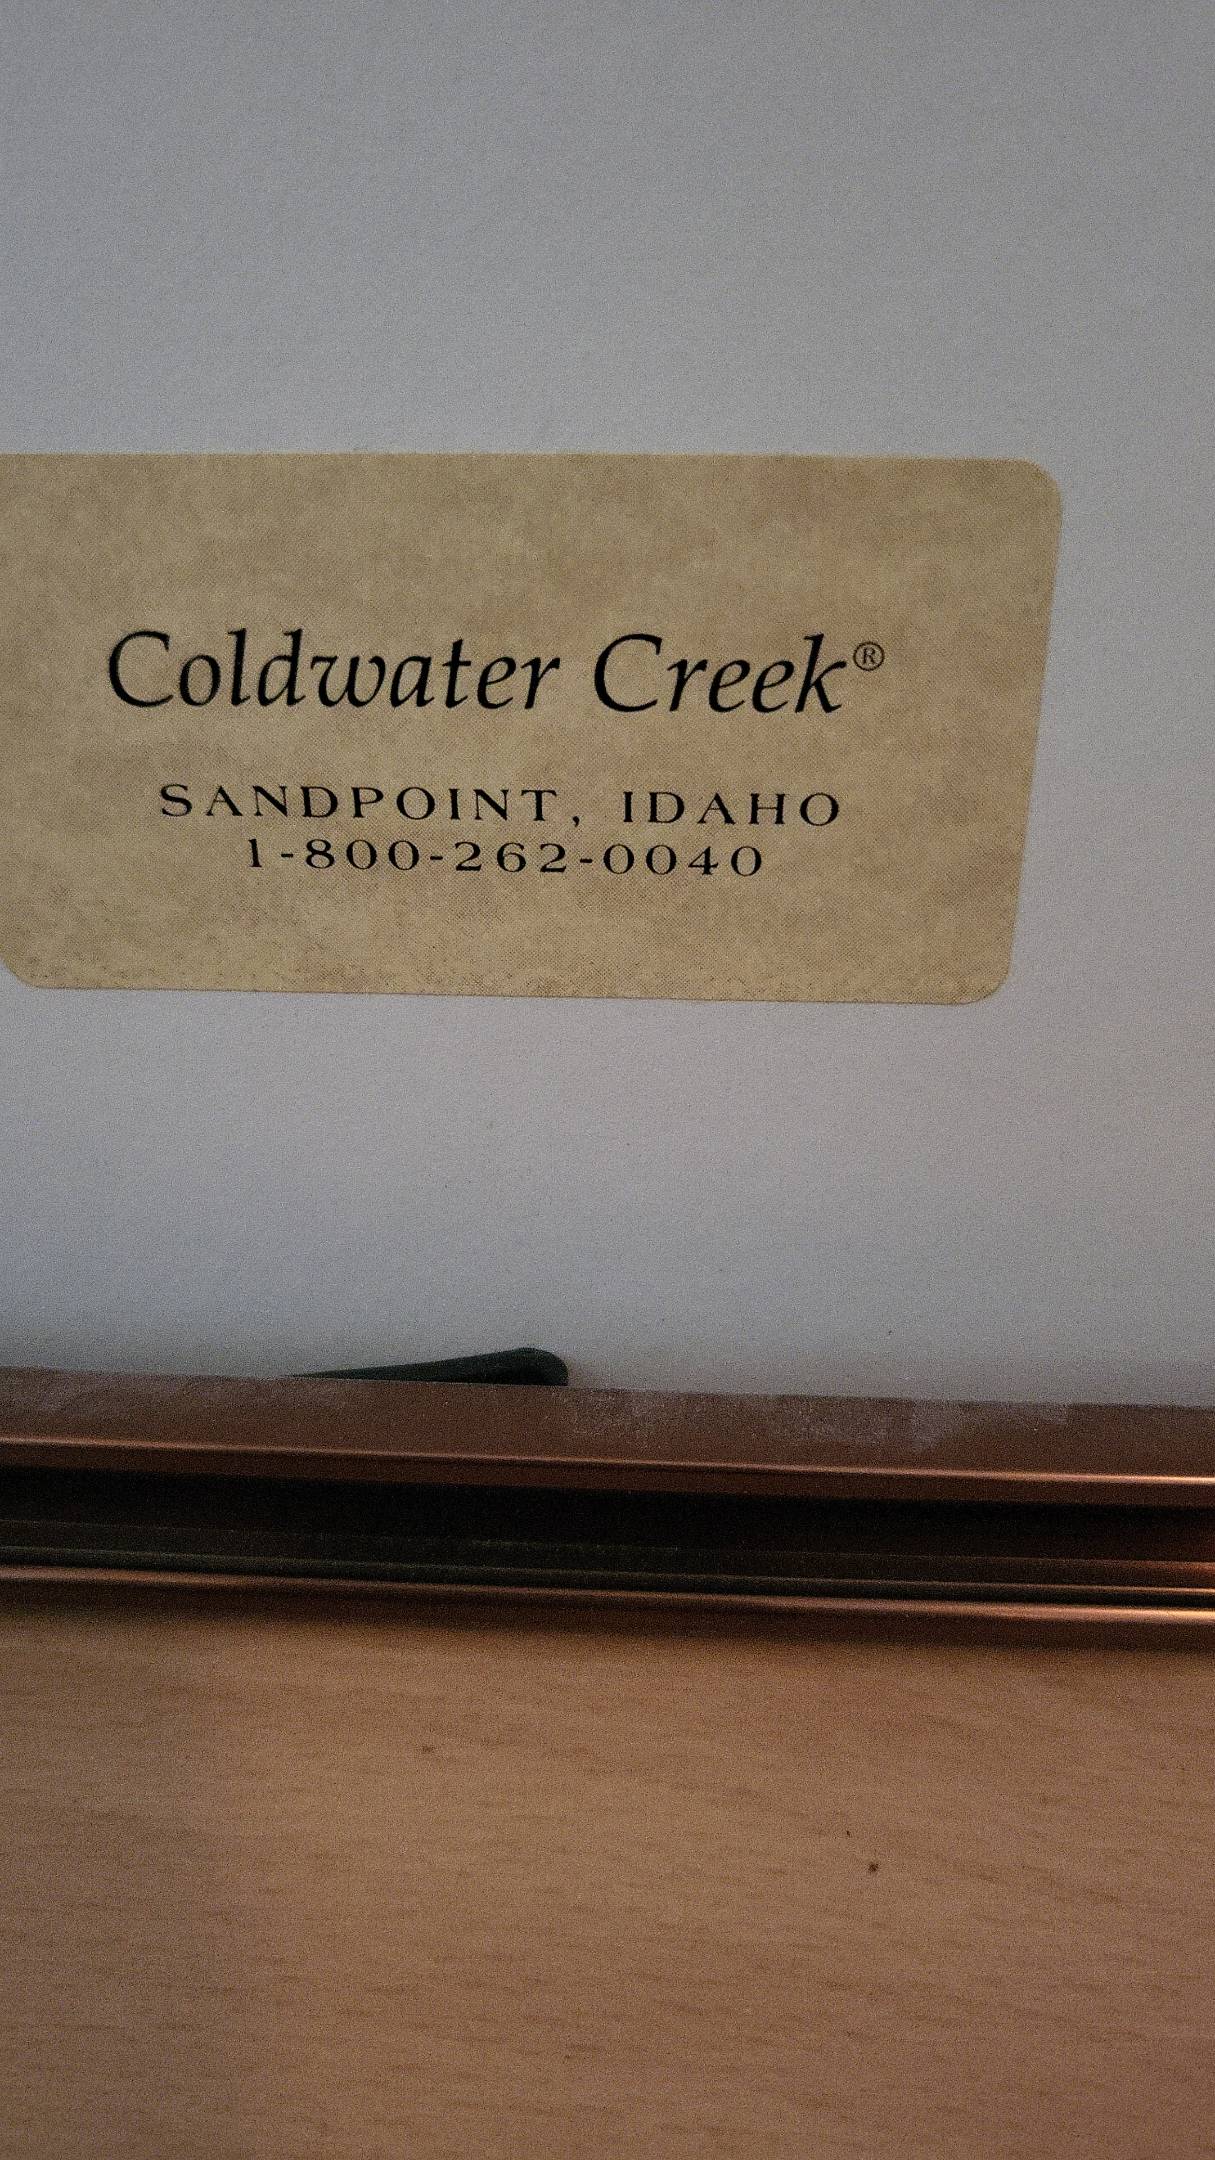 Coldwater Creek®
SANDPOINT, IDAHO
1-800-262-0040